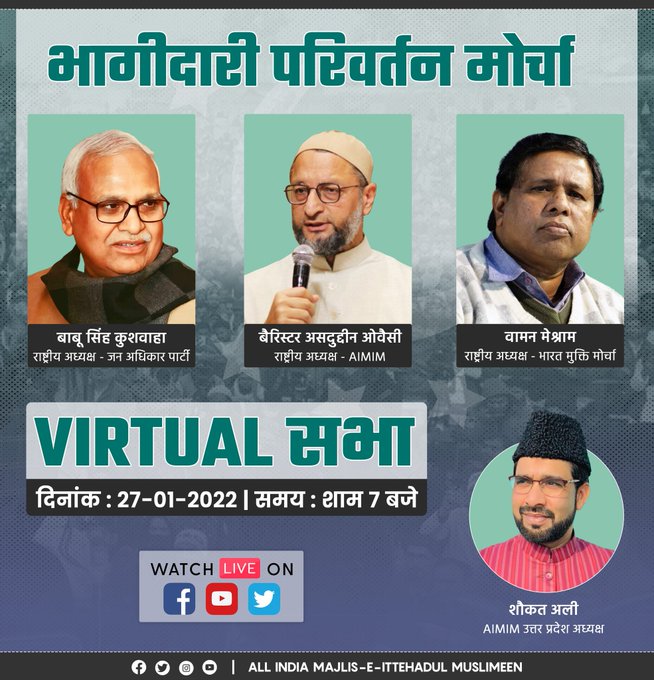 भागीदारी परिवर्तन मोर्चा
बाबू सिंह कुशवाहा
राष्ट्रीय अध्यक्ष - जन अधिकार पार्टी
बैरिस्टर असदुद्दीन ओवैसी
राष्ट्रीय अध्यक्ष - AIMIM
वामन मेश्राम
राष्ट्रीय अध्यक्ष - भारत मुक्ति मोर्चा
VIRTUAL सभा
दिनांक : 27-01-2022 | समय : शाम 7 बजे
WATCH LIVE ON
शौकत अली
AIMIM उत्तर प्रदेश अध्यक्ष
| ALL INDIA MAJLIS-E-ITTEHADUL MUSLIMEEN